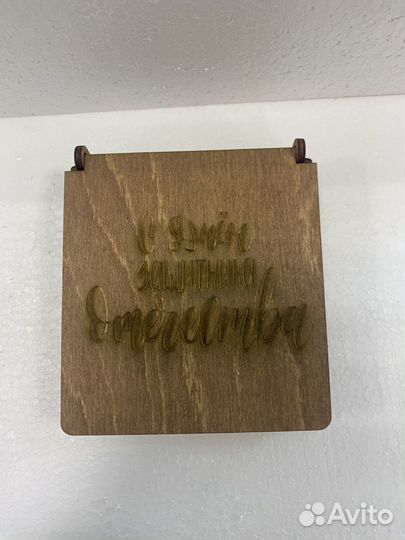 С Днём
защитника
Отечества
Avito